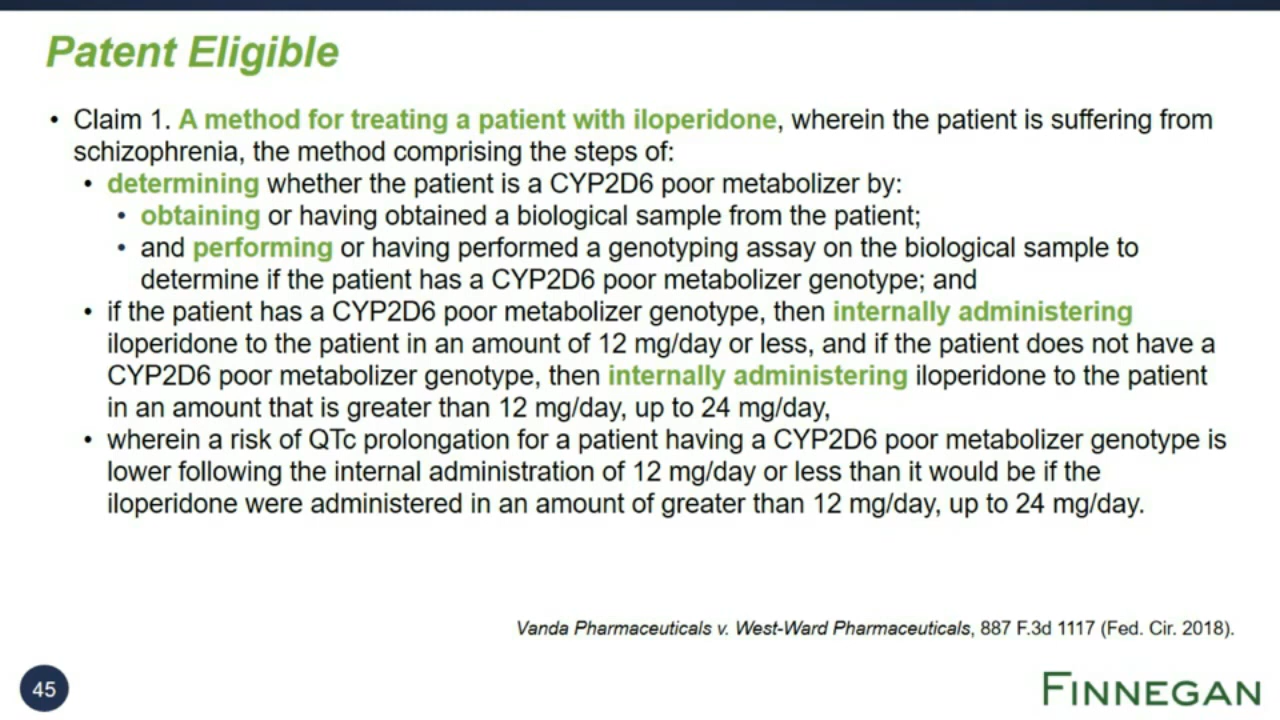 Patent Eligible
• Claim 1. A method for treating a patient with iloperidone, wherein the patient is suffering from
schizophrenia, the method comprising the steps of:
• determining whether the patient is a CYP2D6 poor metabolizer by:
• obtaining or having obtained a biological sample from the patient;
• and performing or having performed a genotyping assay on the biological sample to
determine if the patient has a CYP2D6 poor metabolizer genotype; and
• if the patient has a CYP2D6 poor metabolizer genotype, then internally administering
iloperidone to the patient in an amount of 12 mg/day or less, and if the patient does not have a
CYP2D6 poor metabolizer genotype, then internally administering iloperidone to the patient
in an amount that is greater than 12 mg/day, up to 24 mg/day,
• wherein a risk of QTc prolongation for a patient having a CYP2D6 poor metabolizer genotype is
lower following the internal administration of 12 mg/day or less than it would be if the
iloperidone were administered in an amount of greater than 12 mg/day, up to 24 mg/day.
Vanda Pharmaceuticals v. West-Ward Pharmaceuticals, 887 F.3d 1117 (Fed. Cir. 2018).
45
FINNEGAN